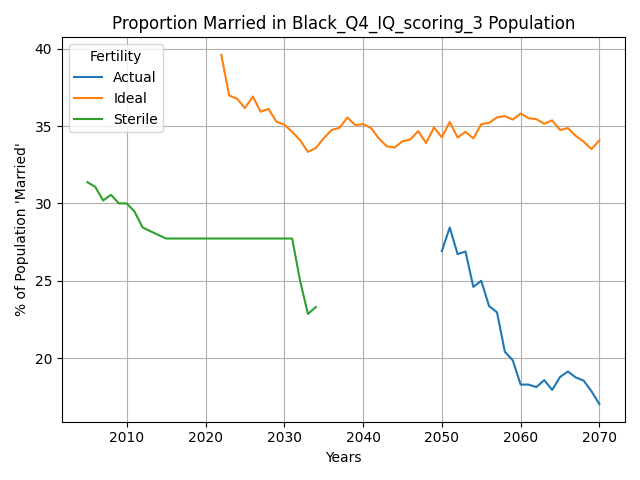 Proportion Married in Black_Q4_IQ_scoring_3 Population
% of Population 'Married'
40
35
30
25
20
Fertility
Actual
Ideal
Sterile
2010 2020 2030 2040 2050 2060 2070
Years